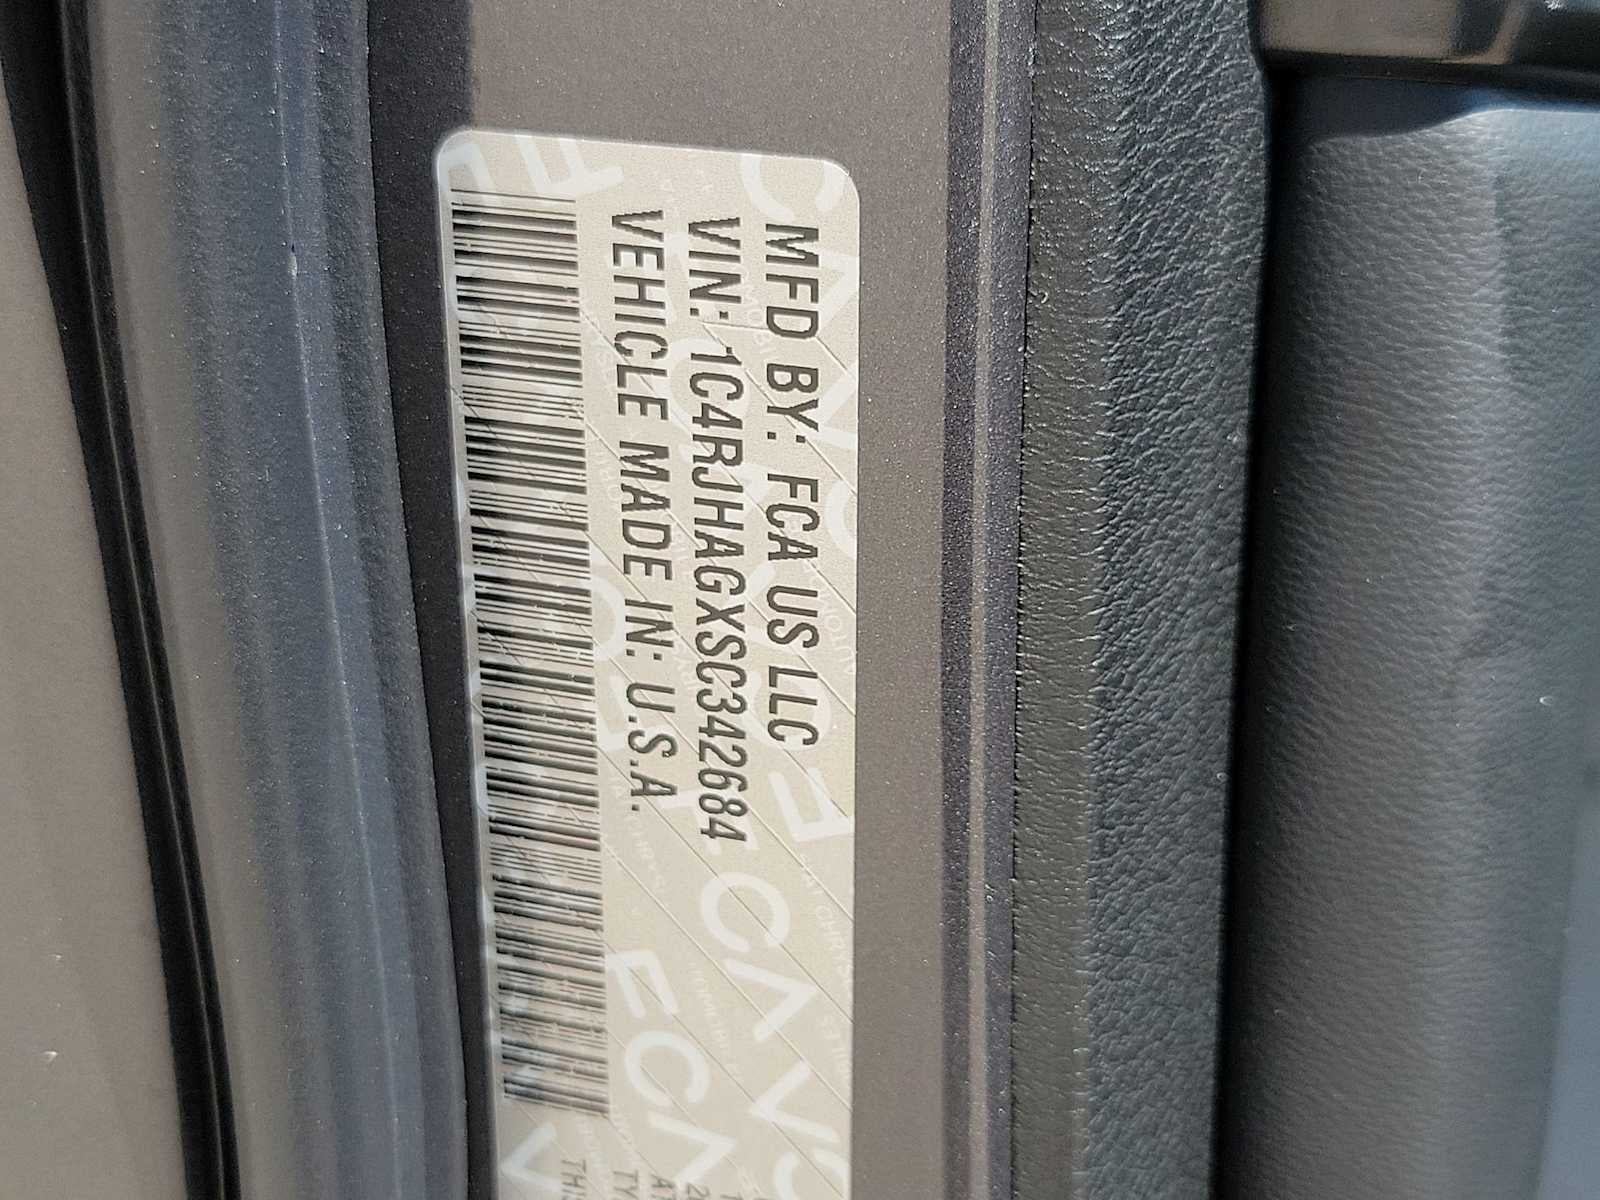 MFD BY: FCA US LLC
VIN: 1C4RJHAGXSC342684
VEHICLE MADE IN: U.S.A.